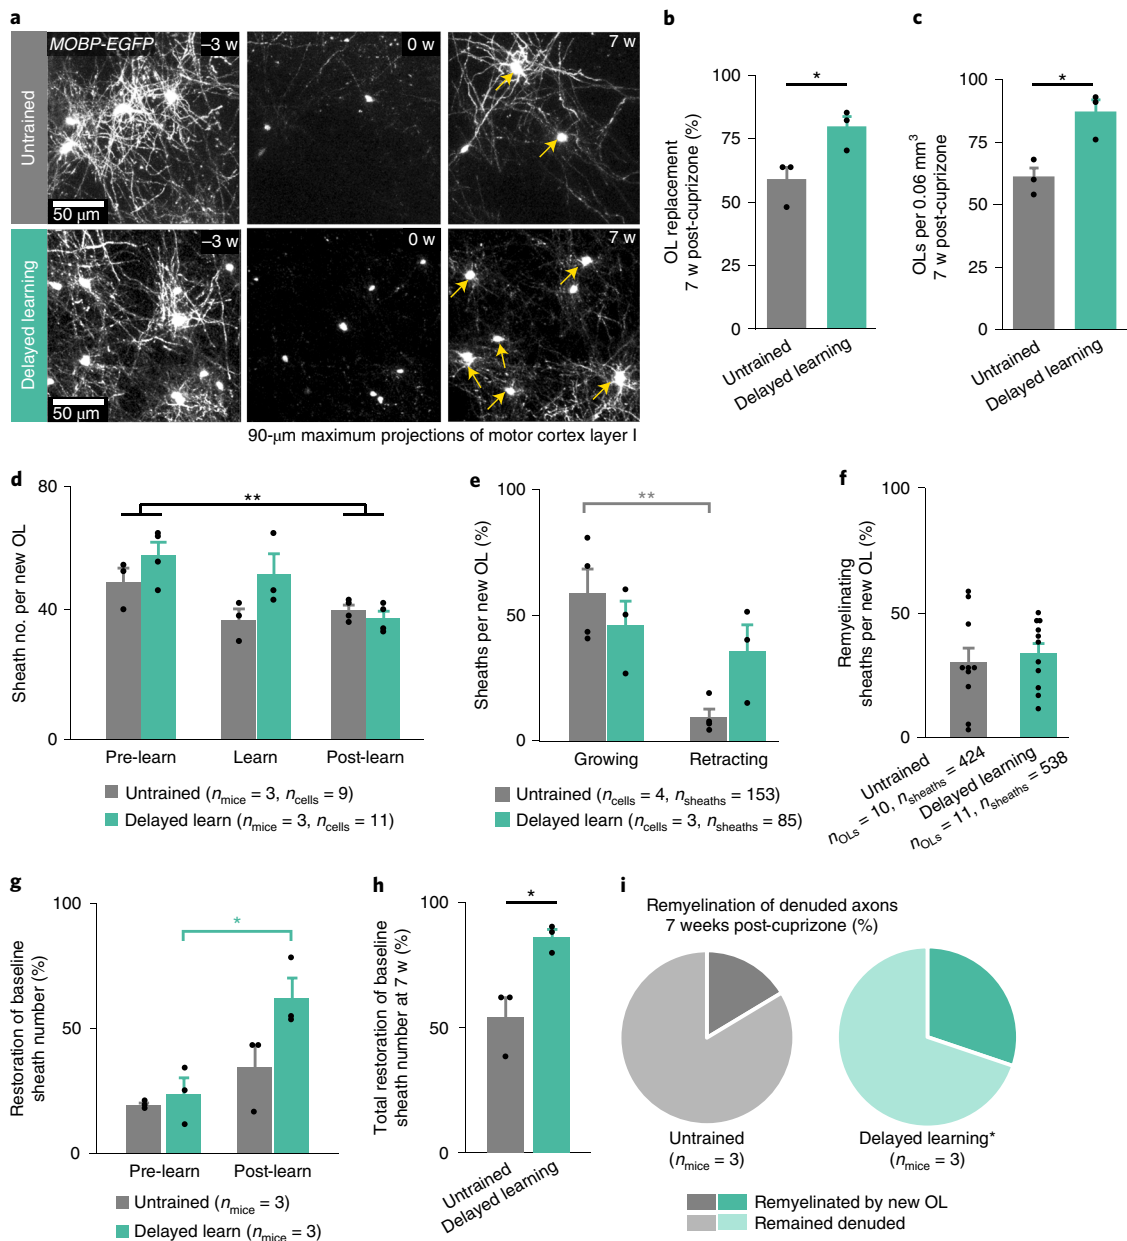 a
MOBP-EGFP
–3 w
0 w
7 w
Untrained
50 μm
–3 w
0 w
7 w
Delayed learning
50 μm
90-μm maximum projections of motor cortex layer I
b
OL replacement
7 w post-cuprizone (%)
100
75
50
25
0
*
Untrained
Delayed learning
c
OLs per 0.06 mm³
7 w post-cuprizone
100
75
50
25
0
*
Untrained
Delayed learning
d
Sheath no. per new OL
80
40
0
**
Pre-learn
Learn
Post-learn
Untrained (nmice = 3, ncells = 9)
Delayed learn (nmice = 3, ncells = 11)
e
Sheaths per new OL (%)
100
50
0
**
Growing
Retracting
Untrained (ncells = 4, nsheaths = 153)
Delayed learn (ncells = 3, nsheaths = 85)
f
Remyelinating
sheaths per new OL (%)
100
50
0
Untrained
nOLs = 10, nsheaths = 424
Delayed learning
nOLs = 11, nsheaths = 538
g
Restoration of baseline
sheath number (%)
100
50
0
*
Pre-learn
Post-learn
Untrained (nmice = 3)
Delayed learn (nmice = 3)
h
Total restoration of baseline
sheath number at 7 w (%)
100
50
0
*
Untrained
Delayed learning
i
Remyelination of denuded axons
7 weeks post-cuprizone (%)
Untrained
(nmice = 3)
Delayed learning*
(nmice = 3)
Remyelinated by new OL
Remained denuded